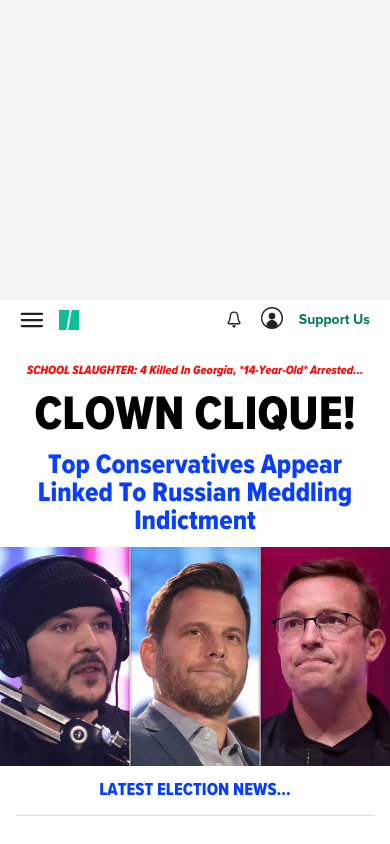 Support Us
SCHOOL SLAUGHTER: 4 Killed In Georgia, *14-Year-Old* Arrested...
CLOWN CLIQUE!
Top Conservatives Appear
Linked To Russian Meddling
Indictment
LATEST ELECTION NEWS...